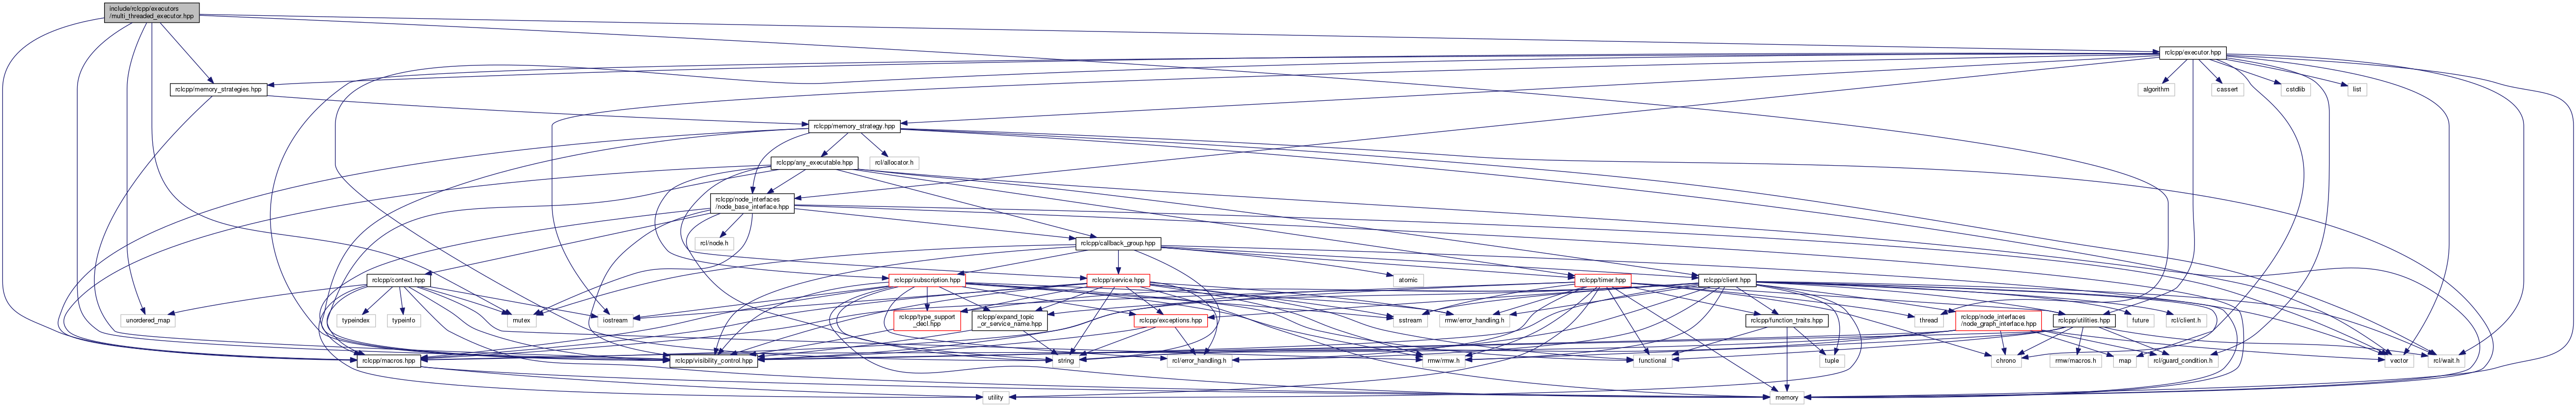 include/rclcpp/executors
/multi_threaded_executor.hpp
rclcpp/executor.hpp
rclcpp/memory_strategies.hpp
algorithm
cassert
cstdlib
list
rclcpp/memory_strategy.hpp
rclcpp/any_executable.hpp
rcl/allocator.h
rclcpp/node_interfaces
/node_base_interface.hpp
rcl/node.h
rclcpp/callback_group.hpp
rclcpp/context.hpp
rclcpp/subscription.hpp
rclcpp/service.hpp
atomic
rclcpp/timer.hpp
rclcpp/client.hpp
unordered_map
typeindex
typeinfo
mutex
iostream
rclcpp/type_support
_decl.hpp
rclcpp/expand_topic
_or_service_name.hpp
rclcpp/exceptions.hpp
sstream
rmw/error_handling.h
rclcpp/function_traits.hpp
thread
rclcpp/node_interfaces
/node_graph_interface.hpp
rclcpp/utilities.hpp
future
rcl/client.h
rclcpp/macros.hpp
rclcpp/visibility_control.hpp
string
rcl/error_handling.h
functional
rmw/rmw.h
tuple
chrono
rmw/macros.h
map
rcl/guard_condition.h
vector
rcl/wait.h
utility
memory